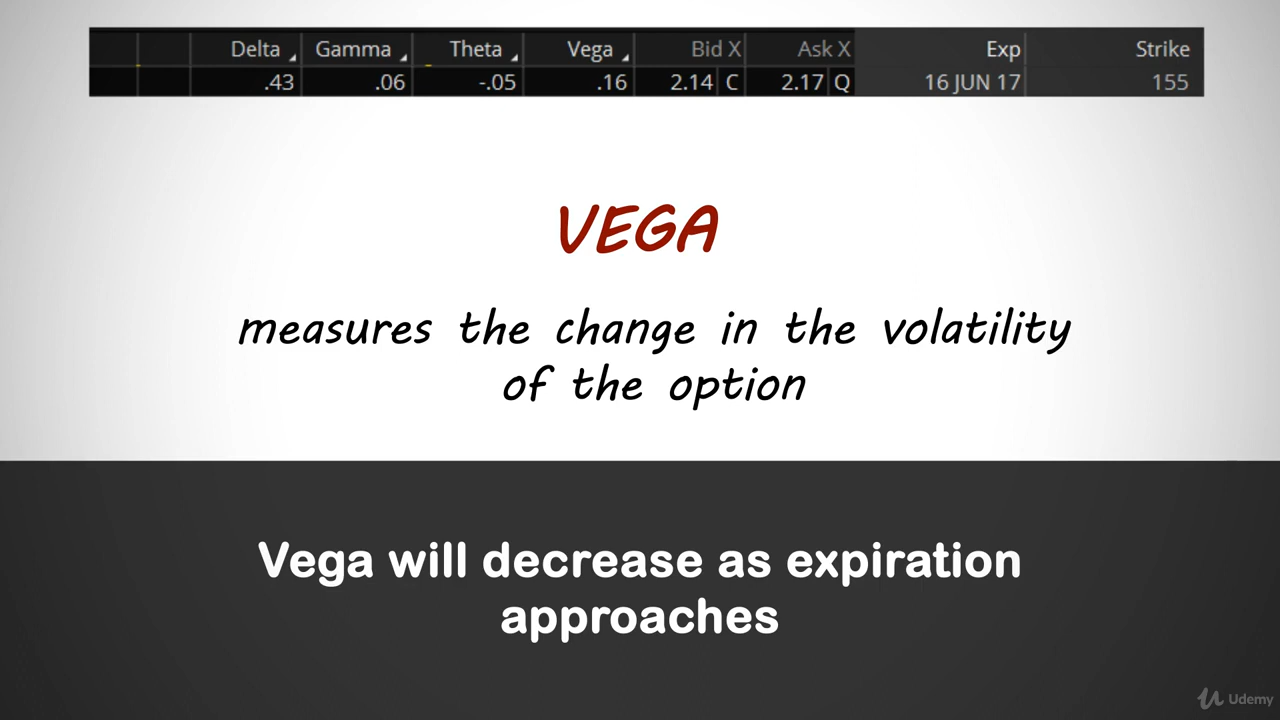 Delta Gamma Theta Vega Bid X Ask X Exp Strike
.43 .06 -.05 .16 2.14 C 2.17 Q 16 JUN 17 155
VEGA
measures the change in the volatility
of the option
Vega will decrease as expiration
approaches
Udemy